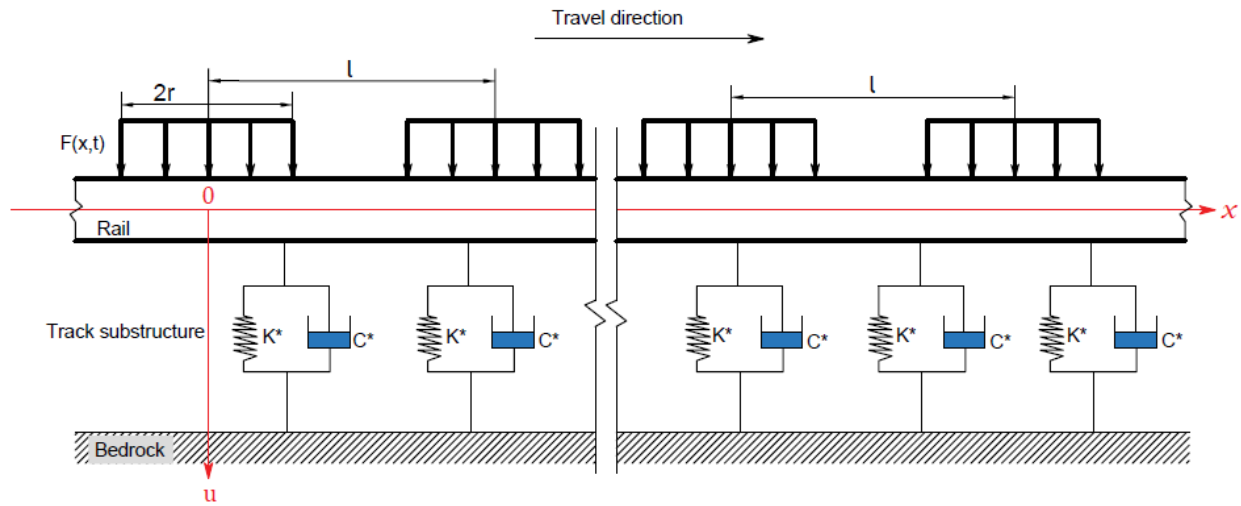 Travel direction
l
l
2r
F(x,t)
0
x
Rail
Track substructure
K*
C*
K*
C*
K*
C*
K*
C*
K*
C*
Bedrock
u